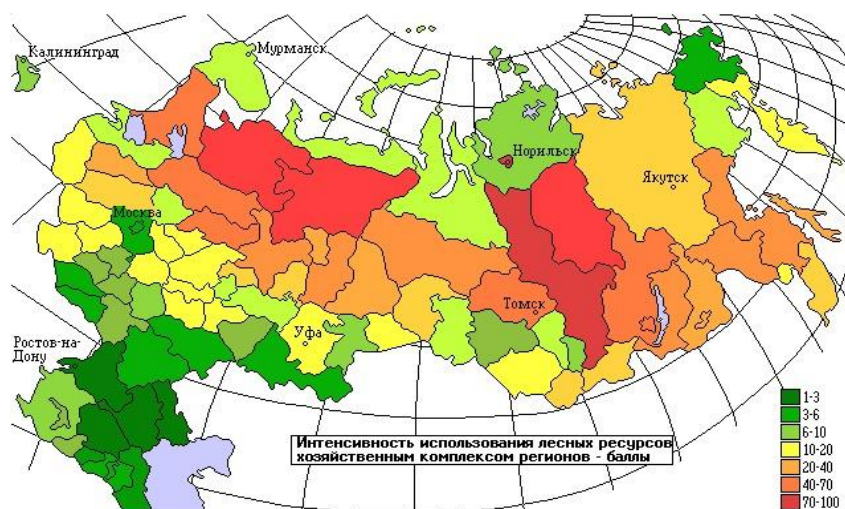 Калининград
Мурманск
Норильск
Якутск
Москва
Томск
Уфа
Ростов-на-
Дону
Интенсивность использования лесных ресурсов
хозяйственным комплексом регионов - баллы
1-3
3-6
6-10
10-20
20-40
40-70
70-100